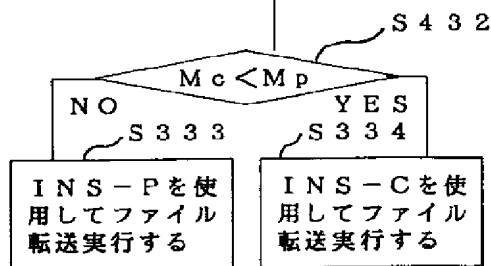 S432
Mc<Mp
NO
YES
S333
S334
INS-Pを使
用してファイル
転送実行する
INS-Cを使
用してファイル
転送実行する